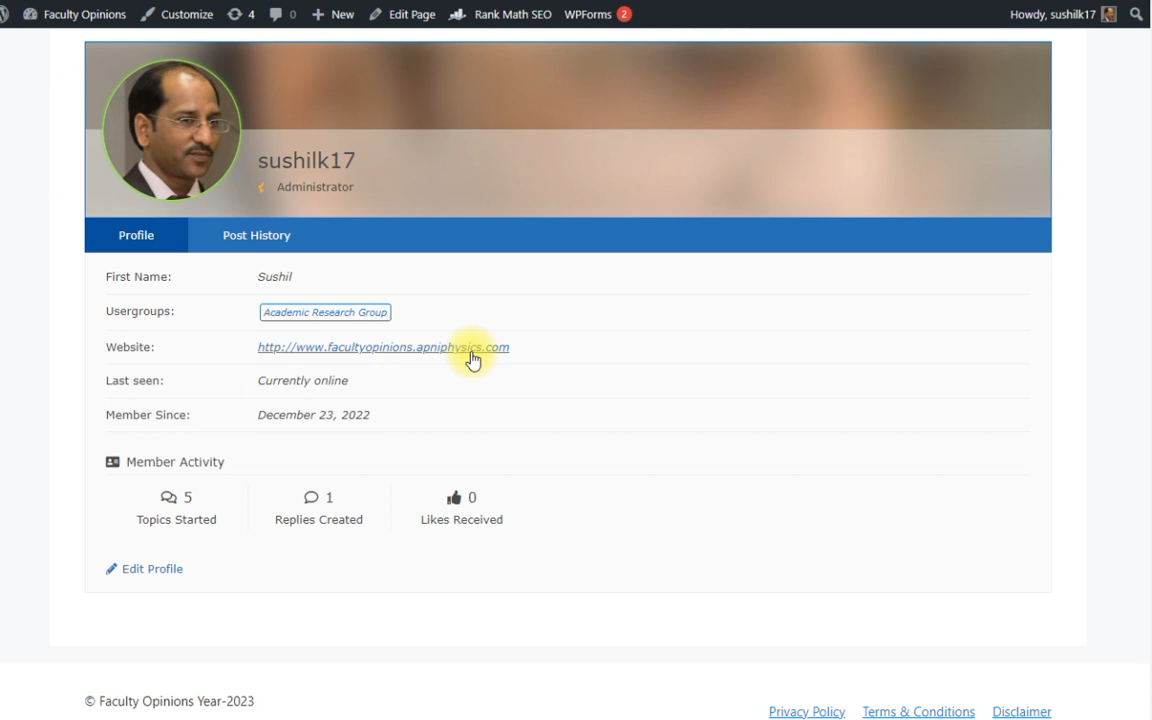 Faculty Opinions Customize 4 0 New Edit Page Rank Math SEO WPForms 2 Howdy, sushilk17
sushilk17
Administrator
Profile Post History
First Name: Sushil
Usergroups: Academic Research Group
Website: http://www.facultyopinions.apniphysics.com
Last seen: Currently online
Member Since: December 23, 2022
Member Activity
5 1 0
Topics Started Replies Created Likes Received
Edit Profile
© Faculty Opinions Year-2023
Privacy Policy Terms & Conditions Disclaimer